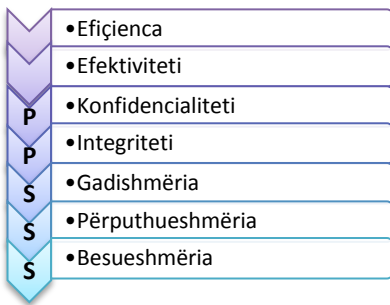 •Efiçienca
•Efektiviteti
P •Konfidencialiteti
P •Integriteti
S •Gadishmëria
S •Përputhueshmëria
S •Besueshmëria